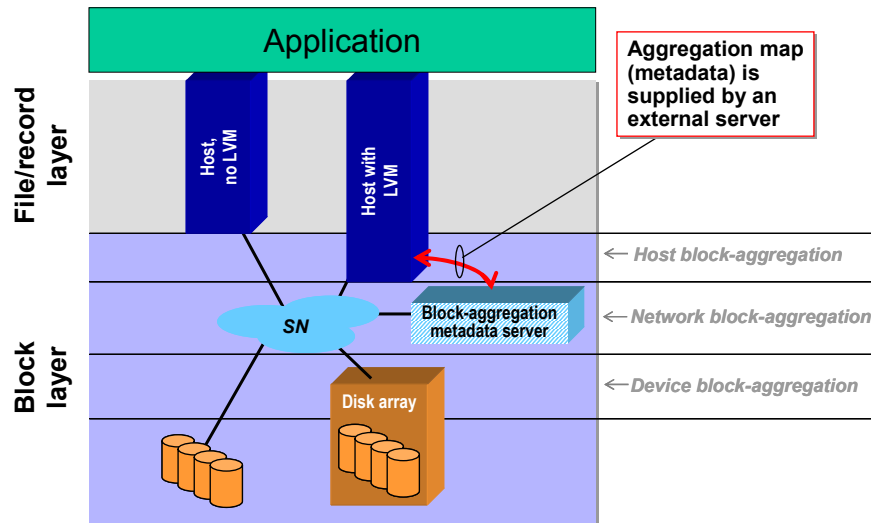 Application
Aggregation map
(metadata) is
supplied by an
external server
File/record
layer
Host,
no LVM
Host with
LVM
Host block-aggregation
SN
Block-aggregation
metadata server
Network block-aggregation
Block
layer
Device block-aggregation
Disk array